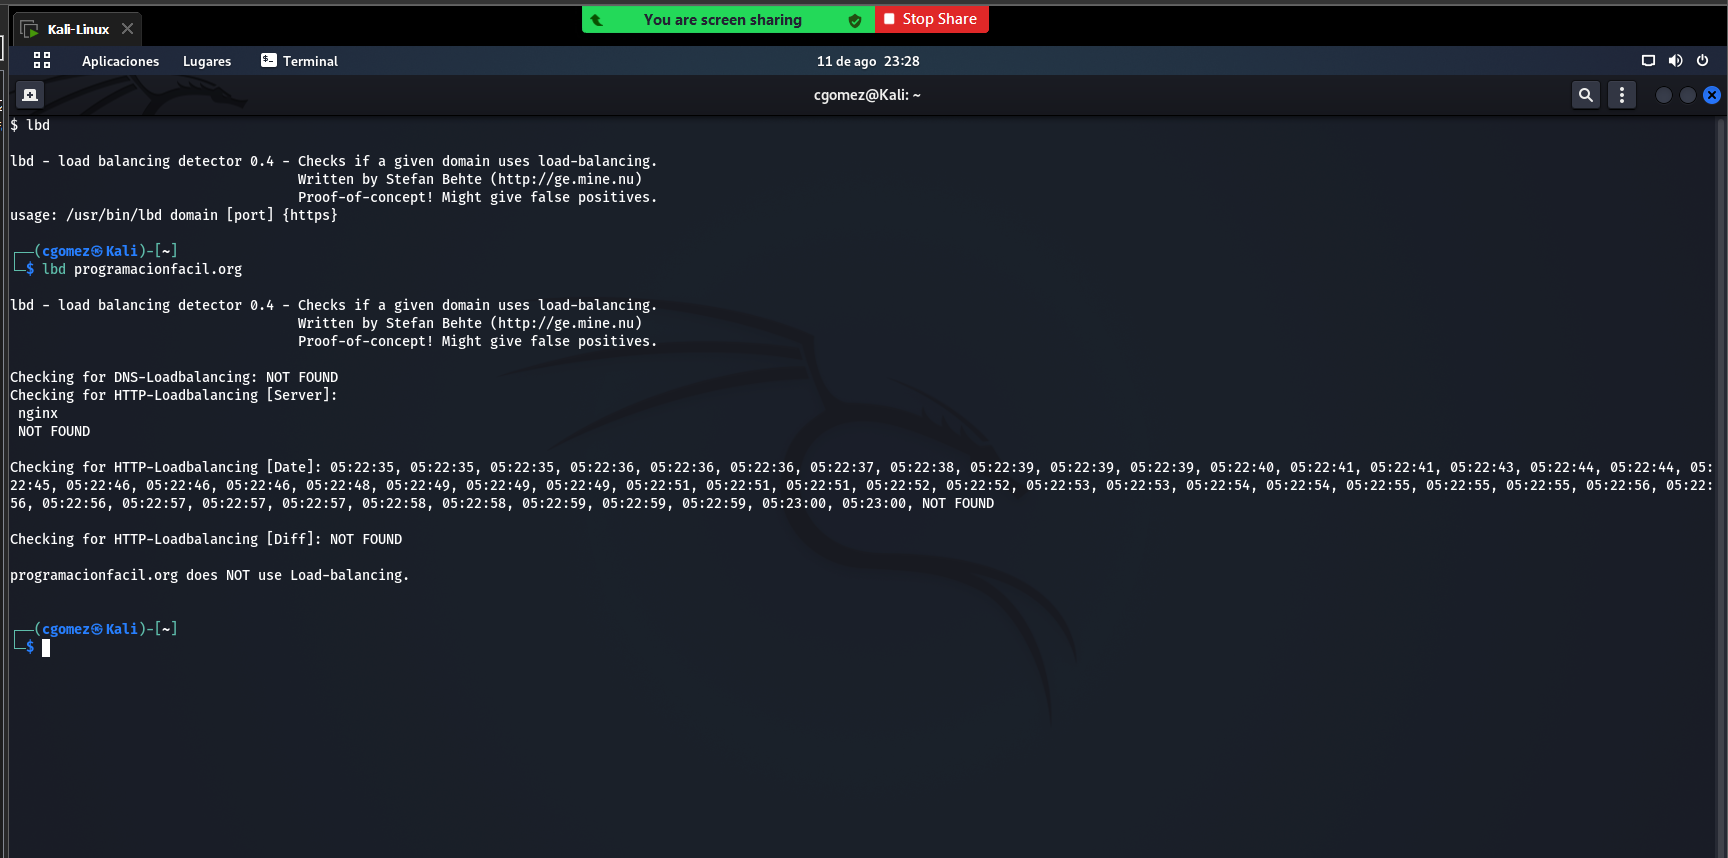 Kali-Linux
You are screen sharing
Stop Share
Aplicaciones Lugares Terminal 11 de ago 23:28
cgomez@Kali: ~
$ lbd
lbd - load balancing detector 0.4 - Checks if a given domain uses load-balancing.
Written by Stefan Behte (http://ge.mine.nu)
Proof-of-concept! Might give false positives.
usage: /usr/bin/lbd domain [port] {https}
┌──(cgomez㉿Kali)-[~]
└─$ lbd programacionfacil.org
lbd - load balancing detector 0.4 - Checks if a given domain uses load-balancing.
Written by Stefan Behte (http://ge.mine.nu)
Proof-of-concept! Might give false positives.
Checking for DNS-Loadbalancing: NOT FOUND
Checking for HTTP-Loadbalancing [Server]:
nginx
NOT FOUND
Checking for HTTP-Loadbalancing [Date]: 05:22:35, 05:22:35, 05:22:35, 05:22:36, 05:22:36, 05:22:36, 05:22:37, 05:22:38, 05:22:39, 05:22:39, 05:22:39, 05:22:40, 05:22:41, 05:22:41, 05:22:43, 05:22:44, 05:22:44, 05:
22:45, 05:22:46, 05:22:46, 05:22:46, 05:22:48, 05:22:49, 05:22:49, 05:22:49, 05:22:51, 05:22:51, 05:22:51, 05:22:52, 05:22:52, 05:22:53, 05:22:53, 05:22:54, 05:22:54, 05:22:55, 05:22:55, 05:22:55, 05:22:56, 05:22:
56, 05:22:56, 05:22:57, 05:22:57, 05:22:57, 05:22:58, 05:22:58, 05:22:59, 05:22:59, 05:22:59, 05:23:00, 05:23:00, NOT FOUND
Checking for HTTP-Loadbalancing [Diff]: NOT FOUND
programacionfacil.org does NOT use Load-balancing.
┌──(cgomez㉿Kali)-[~]
└─$